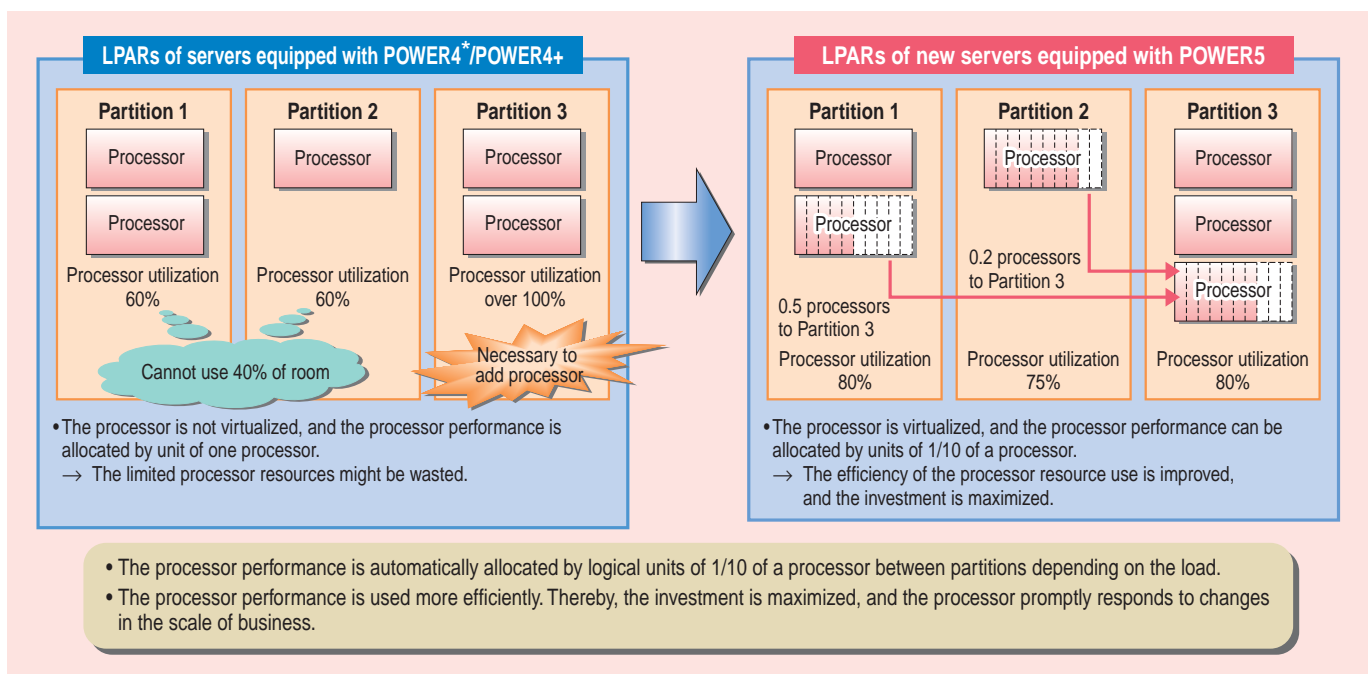 LPARs of servers equipped with POWER4*/POWER4+
Partition 1
Processor
Processor
Processor utilization
60%
Partition 2
Processor
Processor utilization
60%
Partition 3
Processor
Processor
Processor utilization
over 100%
Cannot use 40% of room
Necessary to
add processor
• The processor is not virtualized, and the processor performance is
allocated by unit of one processor.
→ The limited processor resources might be wasted.
LPARs of new servers equipped with POWER5
Partition 1
Processor
Processor
0.5 processors
to Partition 3
Processor utilization
80%
Partition 2
Processor
0.2 processors
to Partition 3
Processor utilization
75%
Partition 3
Processor
Processor
Processor
Processor utilization
80%
• The processor is virtualized, and the processor performance can be
allocated by units of 1/10 of a processor.
→ The efficiency of the processor resource use is improved,
and the investment is maximized.
• The processor performance is automatically allocated by logical units of 1/10 of a processor between partitions depending on the load.
• The processor performance is used more efficiently. Thereby, the investment is maximized, and the processor promptly responds to changes
in the scale of business.